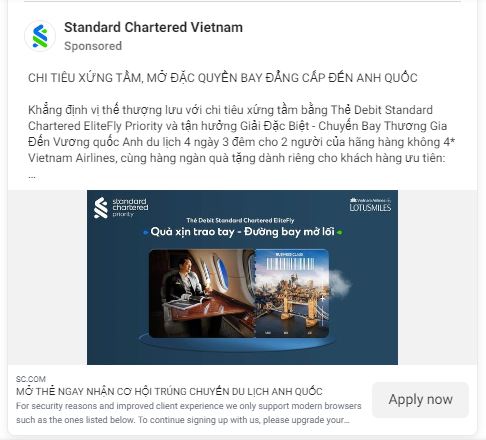 Standard Chartered Vietnam
Sponsored
CHI TIÊU XỨNG TẦM, MỞ ĐẶC QUYỀN BAY ĐẲNG CẤP ĐẾN ANH QUỐC
Khẳng định vị thế thượng lưu với chi tiêu xứng tầm bằng Thẻ Debit Standard
Chartered EliteFly Priority và tận hưởng Giải Đặc Biệt - Chuyến Bay Thương Gia
Đến Vương quốc Anh du lịch 4 ngày 3 đêm cho 2 người của hãng hàng không 4*
Vietnam Airlines, cùng hàng ngàn quà tặng dành riêng cho khách hàng ưu tiên:
...
standard
chartered
priority
Vietnam Airlines
LOTUSMILES
Thẻ Debit Standard Chartered EliteFly
Quà xịn trao tay - Đường bay mở lối
BUSINESS CLASS
SC.COM
MỞ THẺ NGAY NHẬN CƠ HỘI TRÚNG CHUYẾN DU LỊCH ANH QUỐC
For security reasons and improved client experience we only support modern browsers
such as the ones listed below. To continue signing up with us, please upgrade your...
Apply now